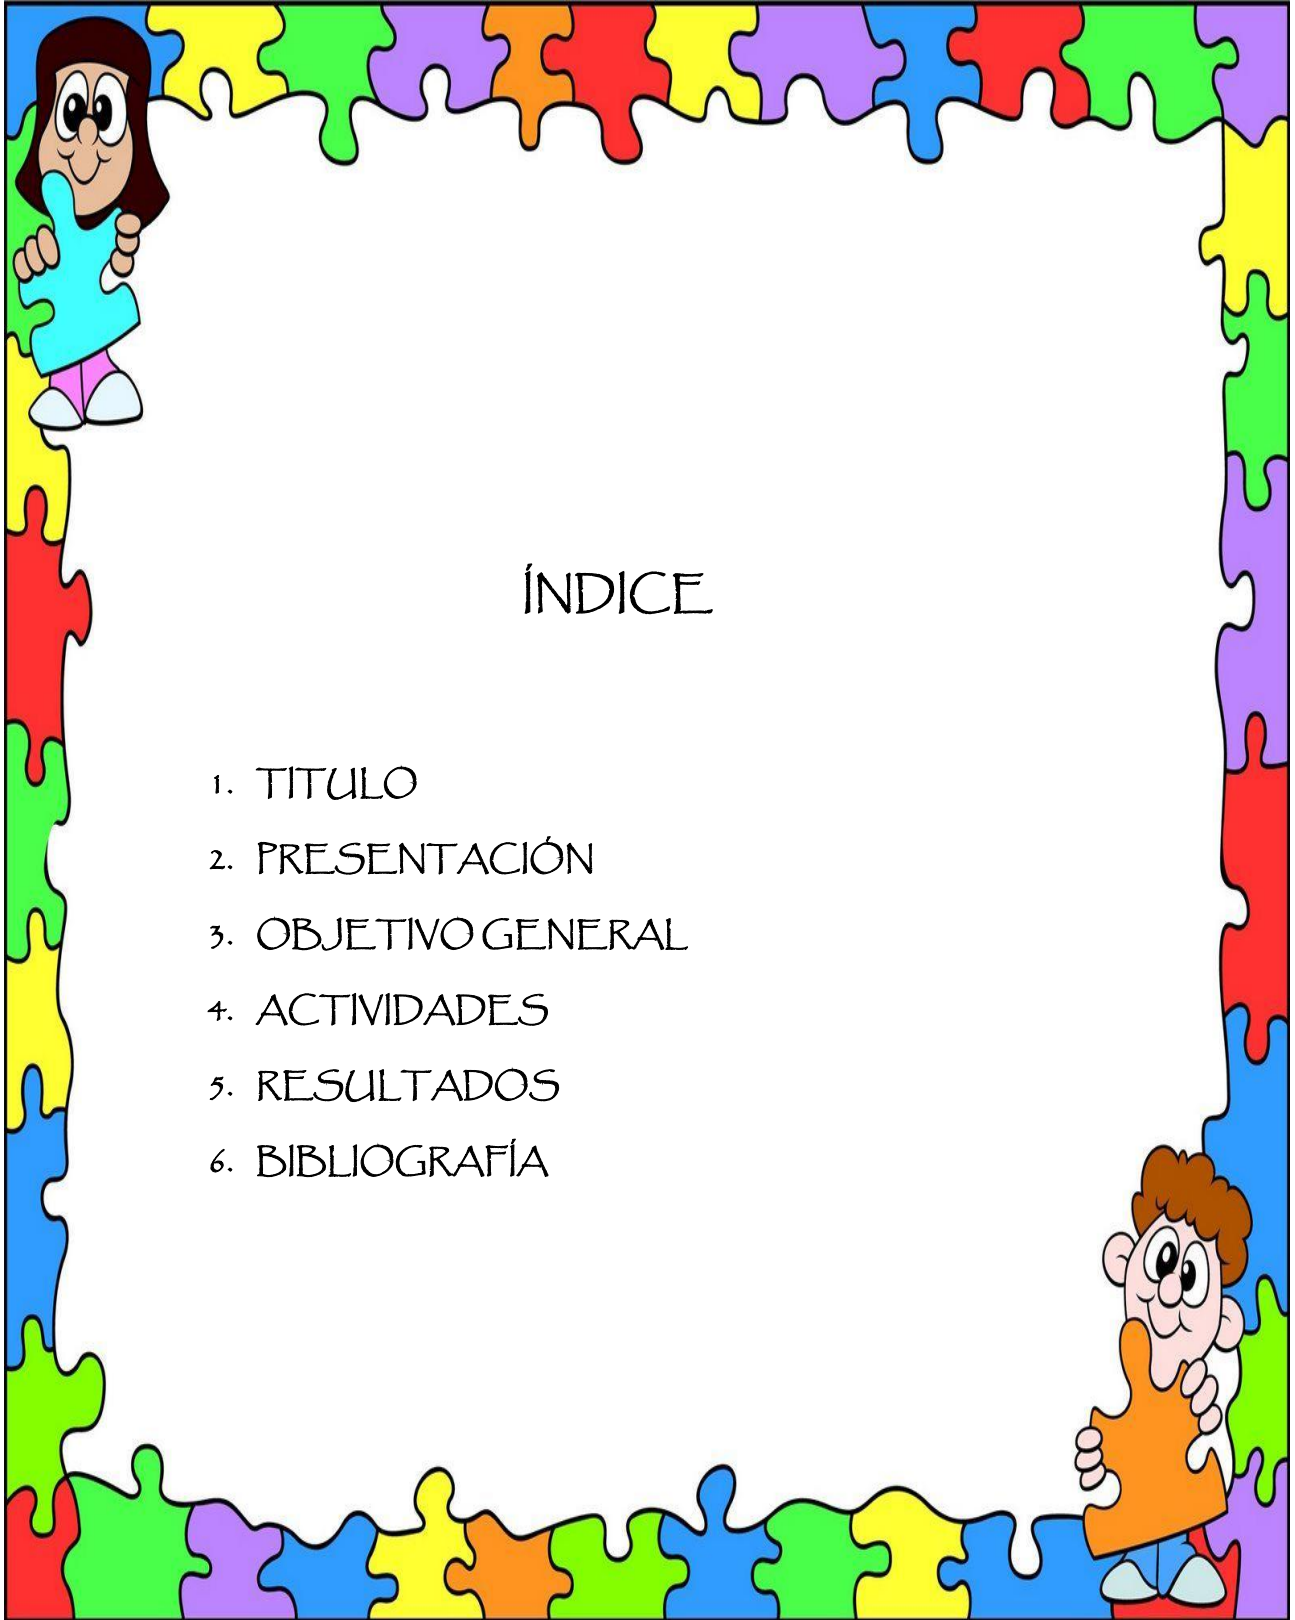 ÍNDICE
1. TITULO
2. PRESENTACIÓN
3. OBJETIVO GENERAL
4. ACTIVIDADES
5. RESULTADOS
6. BIBLIOGRAFÍA